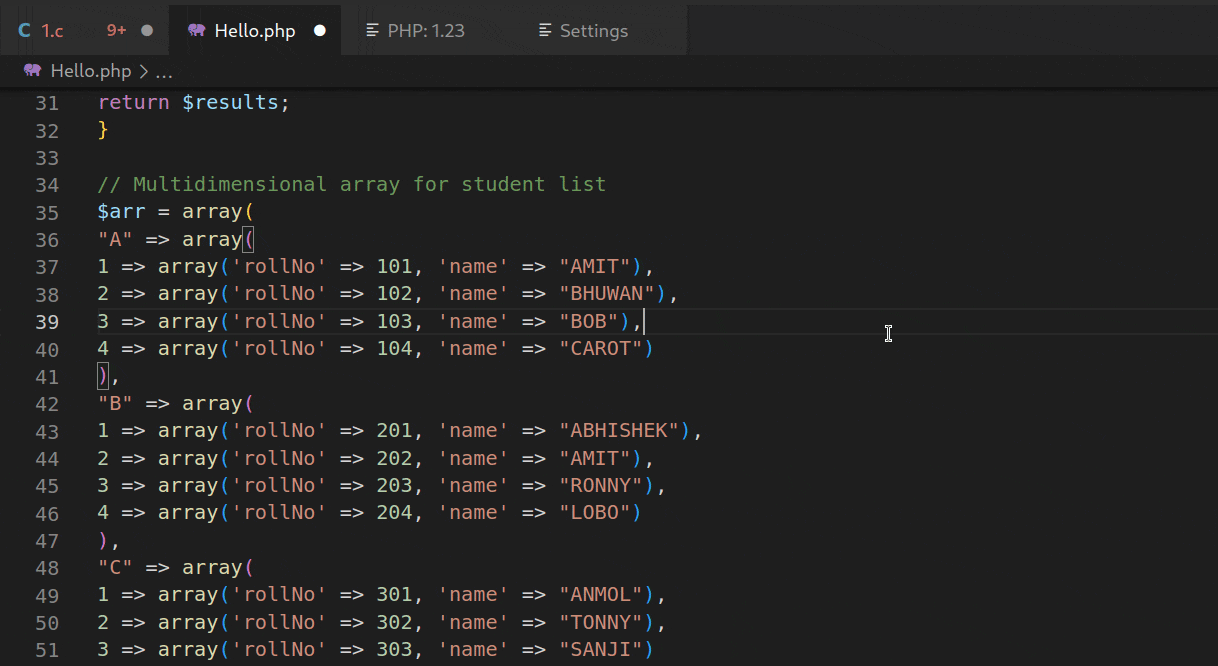 1.c 9+ Hello.php PHP: 1.23 Settings
Hello.php > ...
31 return $results;
32 }
33
34 // Multidimensional array for student list
35 $arr = array(
36 "A" => array(
37 1 => array('rollNo' => 101, 'name' => "AMIT"),
38 2 => array('rollNo' => 102, 'name' => "BHUWAN"),
39 3 => array('rollNo' => 103, 'name' => "BOB"),
40 4 => array('rollNo' => 104, 'name' => "CAROT")
41 ),
42 "B" => array(
43 1 => array('rollNo' => 201, 'name' => "ABHISHEK"),
44 2 => array('rollNo' => 202, 'name' => "AMIT"),
45 3 => array('rollNo' => 203, 'name' => "RONNY"),
46 4 => array('rollNo' => 204, 'name' => "LOBO")
47 ),
48 "C" => array(
49 1 => array('rollNo' => 301, 'name' => "ANMOL"),
50 2 => array('rollNo' => 302, 'name' => "TONNY"),
51 3 => array('rollNo' => 303, 'name' => "SANJI")